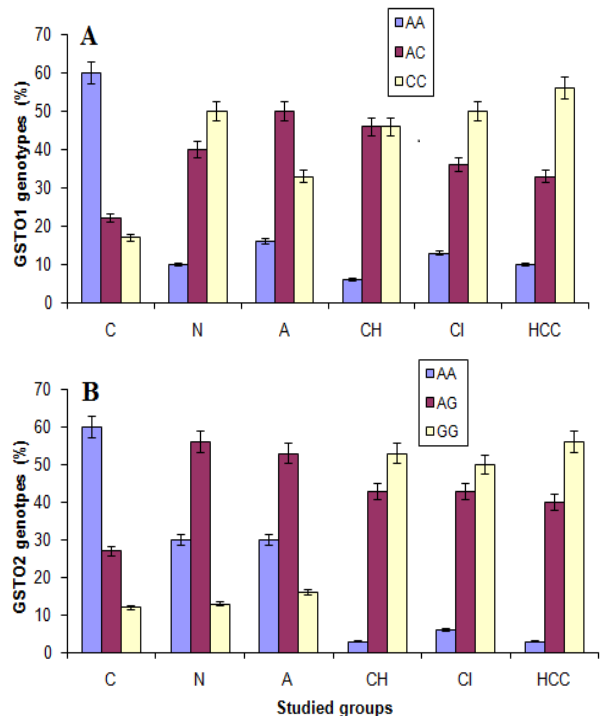 A
AA
AC
CC
GSTO1 genotypes (%)
70
60
50
40
30
20
10
0
C N A CH CI HCC
B
AA
AG
GG
GSTO2 genotpes (%)
70
60
50
40
30
20
10
0
C N A CH CI HCC
Studied groups